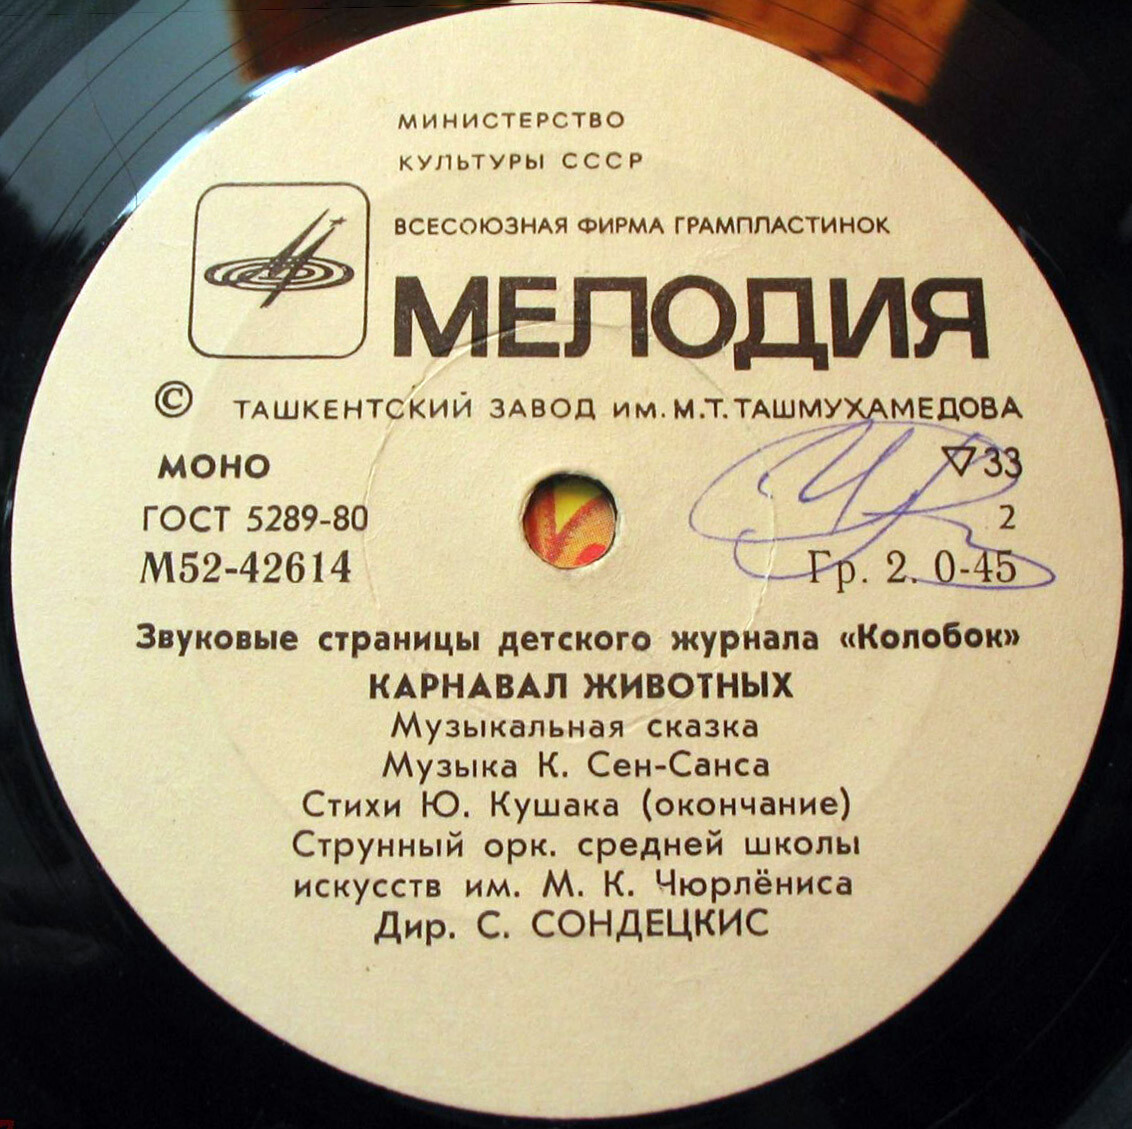 МИНИСТЕРСТВО
КУЛЬТУРЫ СССР
ВСЕСОЮЗНАЯ ФИРМА ГРАМПЛАСТИНОК
МЕЛОДИЯ
© ТАШКЕНТСКИЙ ЗАВОД ИМ. М.Т. ТАШМУХАМЕДОВА
МОНО ▽33
ГОСТ 5289-80 2
М52-42614 Гр. 2. 0-45
Звуковые страницы детского журнала «Колобок»
КАРНАВАЛ ЖИВОТНЫХ
Музыкальная сказка
Музыка К. Сен-Санса
Стихи Ю. Кушака (окончание)
Струнный орк. средней школы
искусств им. М. К. Чюрлёниса
Дир. С. СОНДЕЦКИС